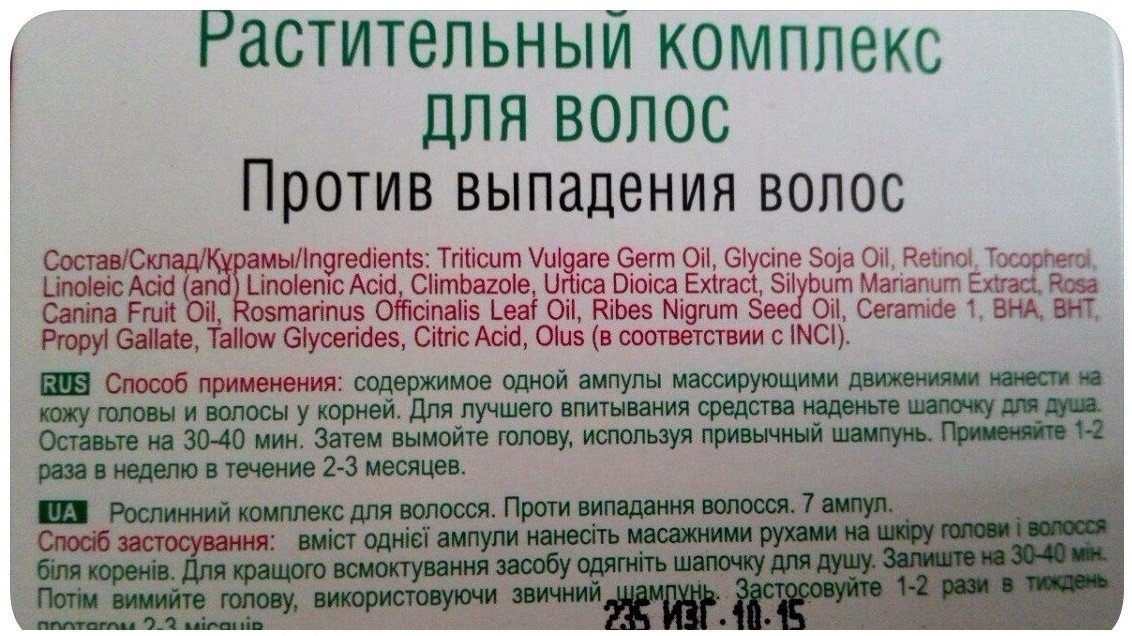 Растительный комплекс
для волос
Против выпадения волос
Состав/Склад/Құрамы/Ingredients: Triticum Vulgare Germ Oil, Glycine Soja Oil, Retinol, Tocopherol,
Linoleic Acid (and) Linolenic Acid, Climbazole, Urtica Dioica Extract, Silybum Marianum Extract, Rosa
Canina Fruit Oil, Rosmarinus Officinalis Leaf Oil, Ribes Nigrum Seed Oil, Ceramide 1, BHA, BHT,
Propyl Gallate, Tallow Glycerides, Citric Acid, Olus (в соответствии с INCI).
RUS Способ применения: содержимое одной ампулы массирующими движениями нанести на
кожу головы и волосы у корней. Для лучшего впитывания средства наденьте шапочку для душа.
Оставьте на 30-40 мин. Затем вымойте голову, используя привычный шампунь. Применяйте 1-2
раза в неделю в течение 2-3 месяцев.
UA Рослинний комплекс для волосся. Проти випадання волосся. 7 ампул.
Спосіб застосування: вміст однієї ампули нанесіть масажними рухами на шкіру голови і волосся
біля коренів. Для кращого всмоктування засобу одягніть шапочку для душу. Залиште на 30-40 мін.
Потім вимийте голову, використовуючи звичний шампунь. Застосовуйте 1-2 рази в тиждень
протягом 2-3 місяців.
235 ИЗГ.10.15